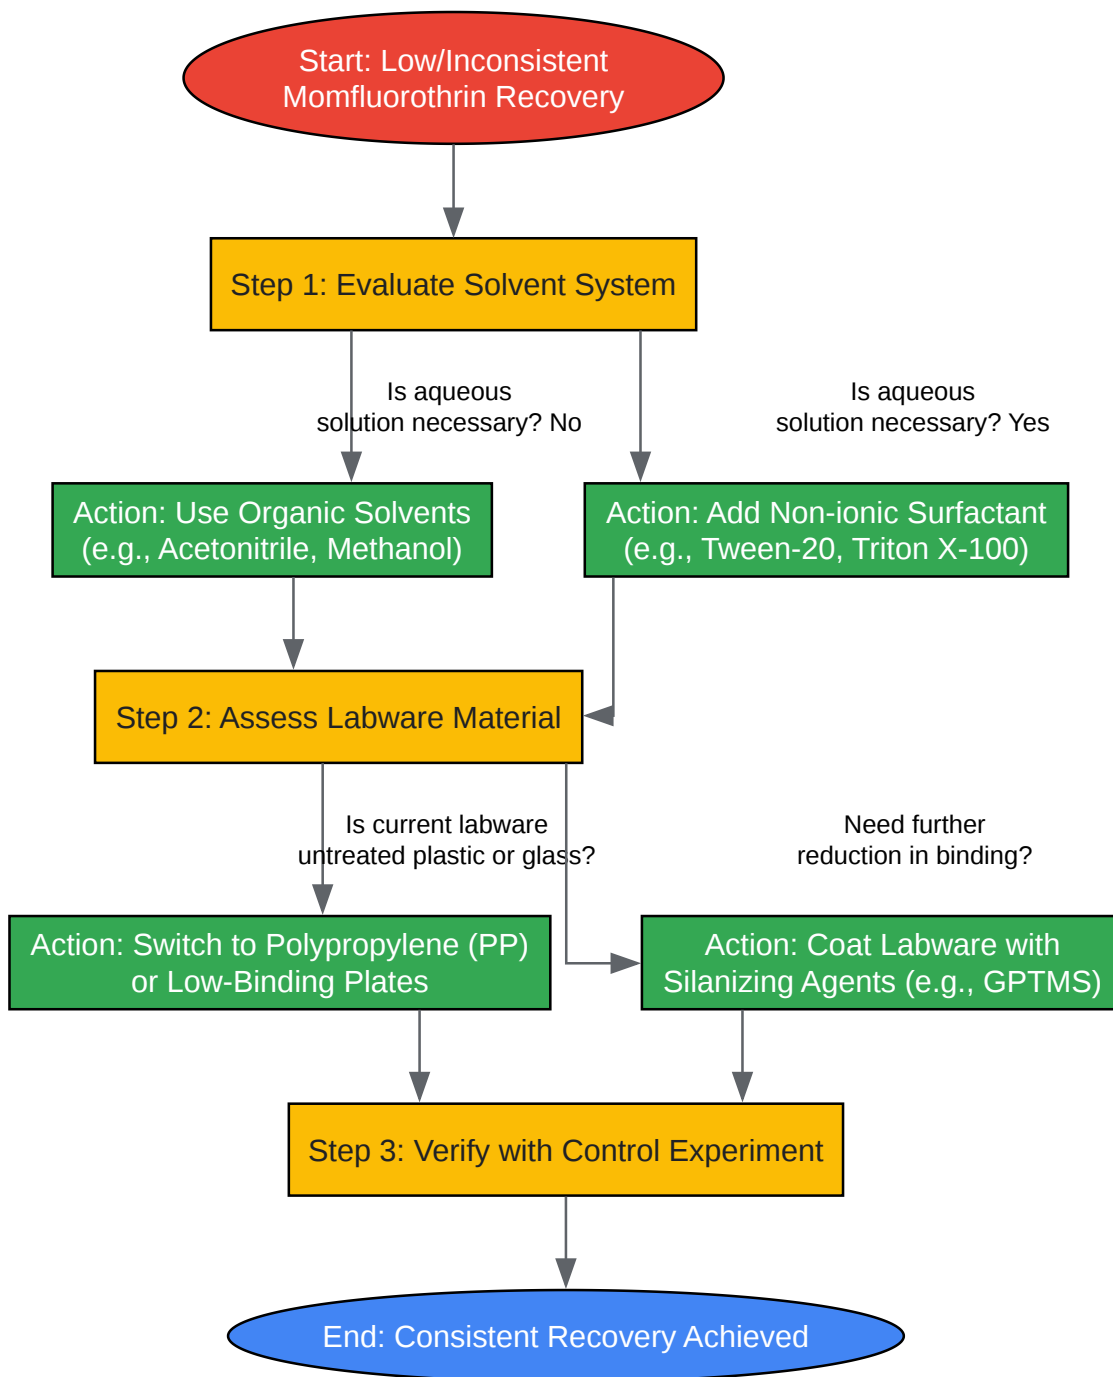 Start: Low/Inconsistent
Momfluorothrin Recovery
Step 1: Evaluate Solvent System
Is aqueous
solution necessary? No
Is aqueous
solution necessary? Yes
Action: Use Organic Solvents
(e.g., Acetonitrile, Methanol)
Action: Add Non-ionic Surfactant
(e.g., Tween-20, Triton X-100)
Step 2: Assess Labware Material
Is current labware
untreated plastic or glass?
Need further
reduction in binding?
Action: Switch to Polypropylene (PP)
or Low-Binding Plates
Action: Coat Labware with
Silanizing Agents (e.g., GPTMS)
Step 3: Verify with Control Experiment
End: Consistent Recovery Achieved